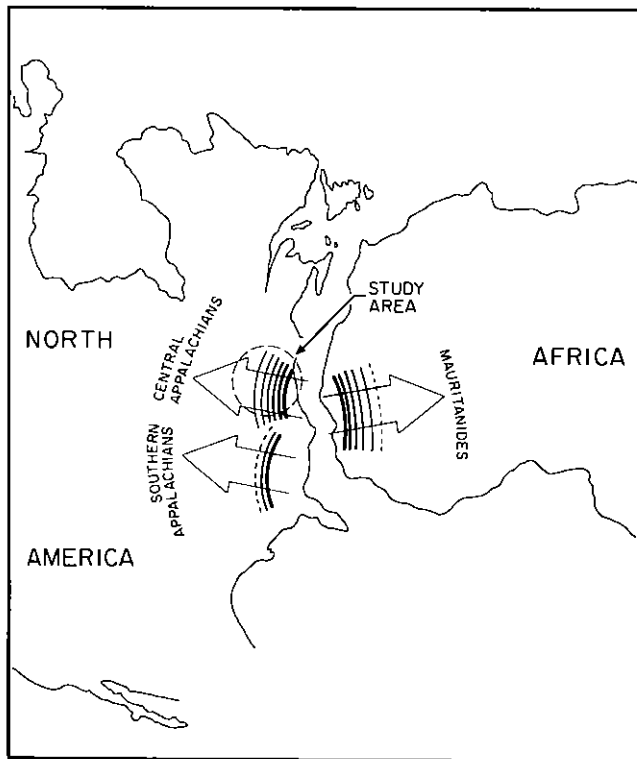 STUDY
AREA
NORTH
CENTRAL
APPALACHIANS
AFRICA
MAURITANIDES
SOUTHERN
APPALACHIANS
AMERICA